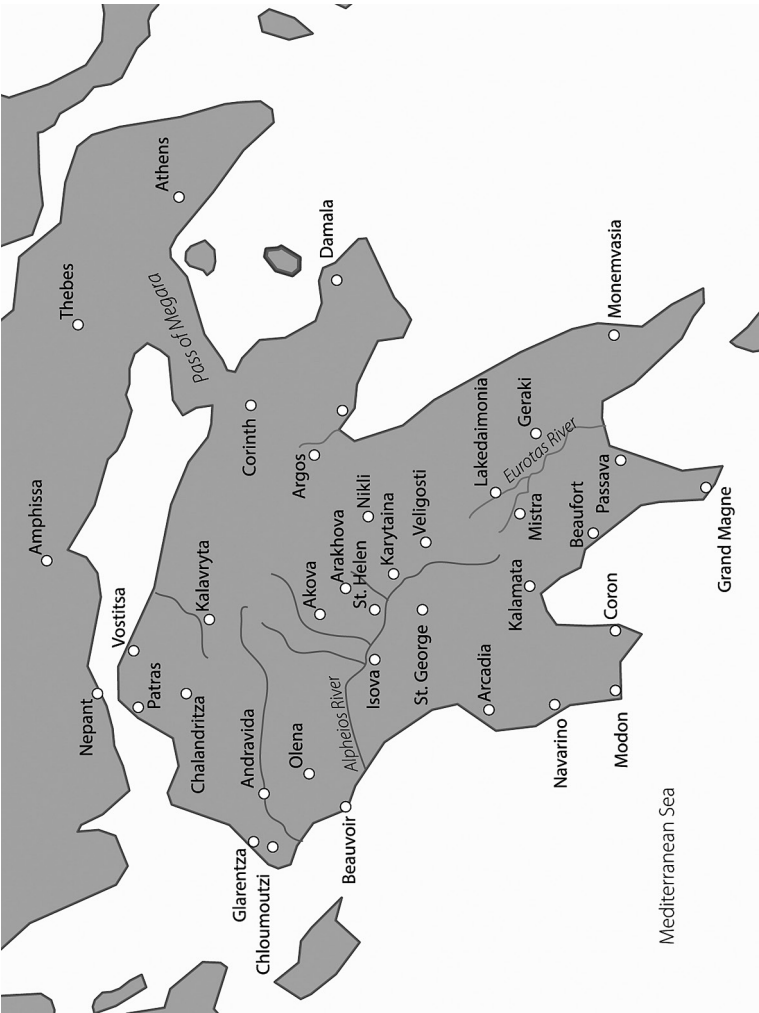 Amphissa
Thebes
Nepant
Vostitsa
Athens
Patras
Pass of Megara
Chalandritza
Kalavryta
Glarentza
Andravida
Corinth
Chloumoutzi
Olena
Akova
Argos
Damala
Beauvoir
Alpheios River
Arakhova
St. Helen
Nikli
Isova
Karytaina
St. George
Veligosti
Arcadia
Lakedaimonia
Kalamata
Geraki
Mistra
Eurotas River
Navarino
Beaufort
Passava
Coron
Monemvasia
Modon
Mediterranean Sea
Grand Magne